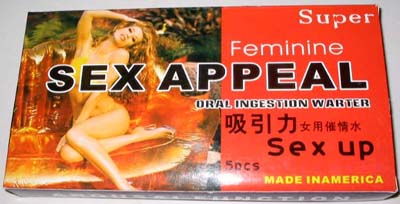 Super
Feminine
SEX APPEAL
ORAL INGESTION WARTER
吸引力 女用催情水
Sex up
5pcs
MADE INAMERICA